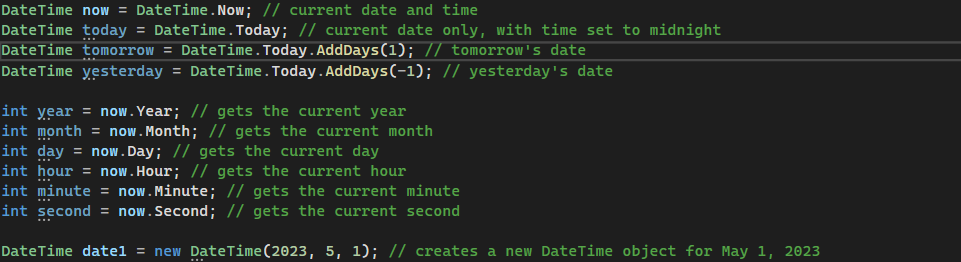 DateTime now = DateTime.Now; // current date and time
DateTime today = DateTime.Today; // current date only, with time set to midnight
DateTime tomorrow = DateTime.Today.AddDays(1); // tomorrow's date
DateTime yesterday = DateTime.Today.AddDays(-1); // yesterday's date
int year = now.Year; // gets the current year
int month = now.Month; // gets the current month
int day = now.Day; // gets the current day
int hour = now.Hour; // gets the current hour
int minute = now.Minute; // gets the current minute
int second = now.Second; // gets the current second
DateTime date1 = new DateTime(2023, 5, 1); // creates a new DateTime object for May 1, 2023